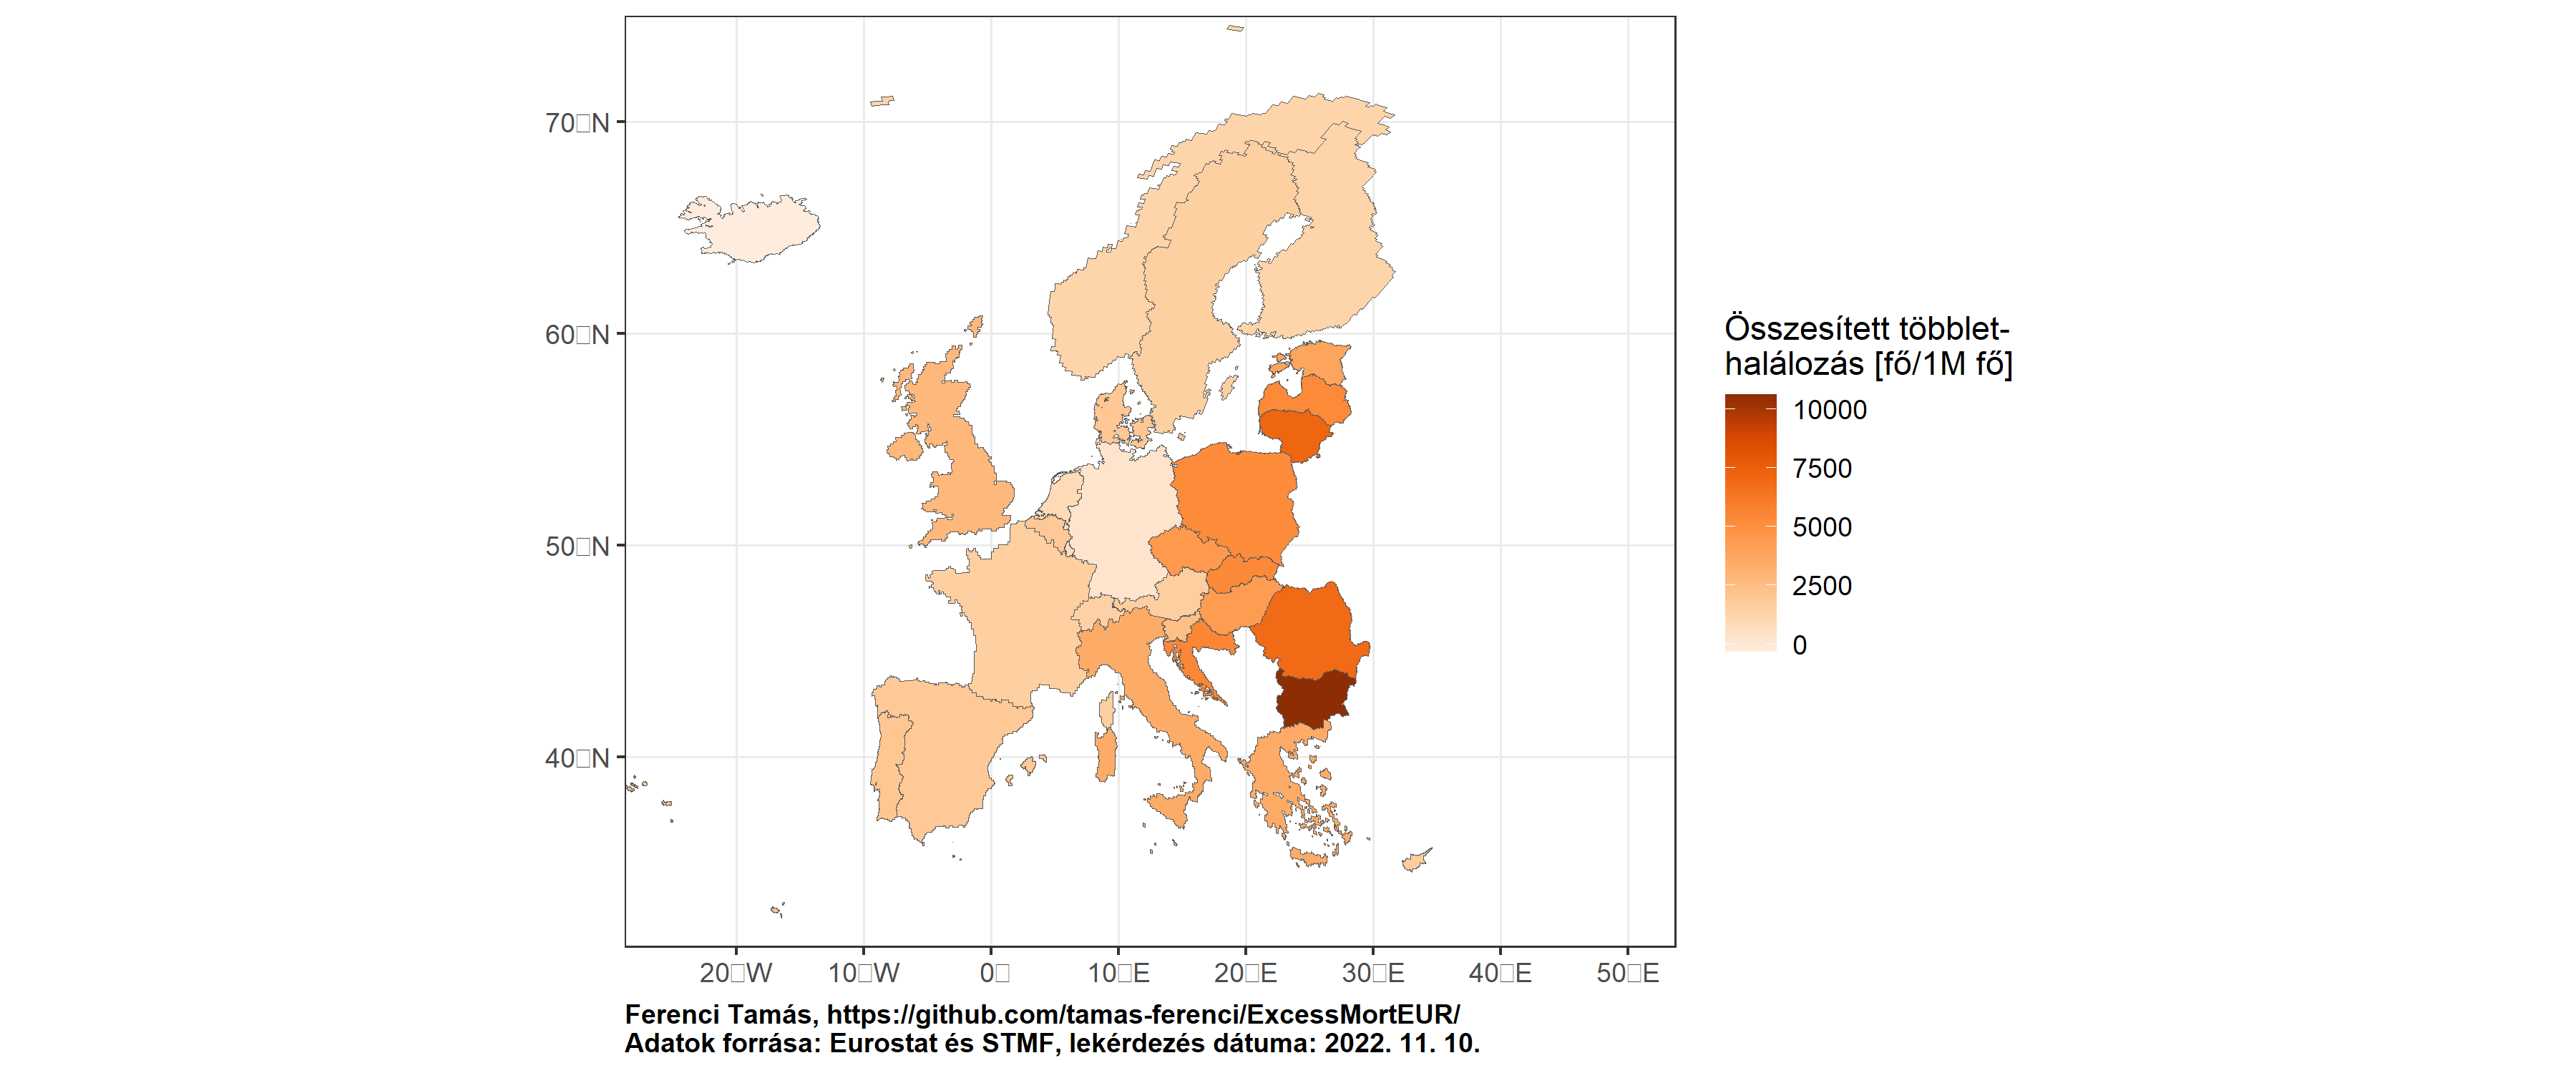 70□N
60□N
50□N
40□N
20□W 10□W 0□ 10□E 20□E 30□E 40□E 50□E
Összesített többlet-
halálozás [fő/1M fő]
10000
7500
5000
2500
0
Ferenci Tamás, https://github.com/tamas-ferenci/ExcessMortEUR/
Adatok forrása: Eurostat és STMF, lekérdezés dátuma: 2022. 11. 10.